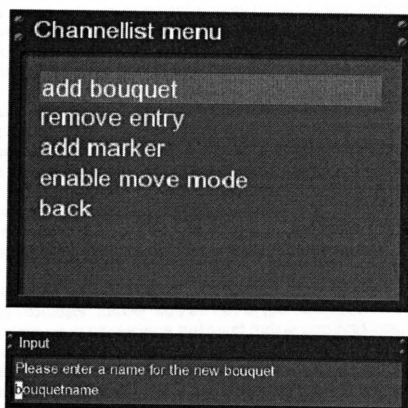 Channellist menu
add bouquet
remove entry
add marker
enable move mode
back
Input
Please enter a name for the new bouquet
bouquetname